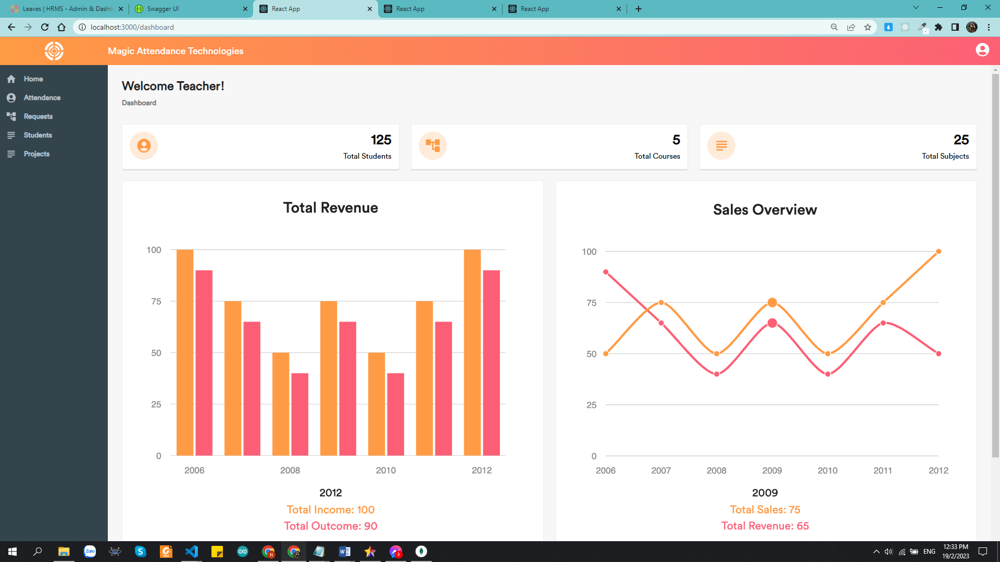 Leaves | HRMS - Admin & Dashb
Swagger UI
React App
React App
React App
localhost:3000/dashboard
Magic Attendance Technologies
Home
Attendance
Requests
Students
Projects
Welcome Teacher!
Dashboard
125
Total Students
5
Total Courses
25
Total Subjects
Total Revenue
100
75
50
25
0
2006 2008 2010 2012
2012
Total Income: 100
Total Outcome: 90
Sales Overview
100
75
50
25
0
2006 2007 2008 2009 2010 2011 2012
2009
Total Sales: 75
Total Revenue: 65
Zalo
PDF
N
3
ENG
12:33 PM
19/2/2023